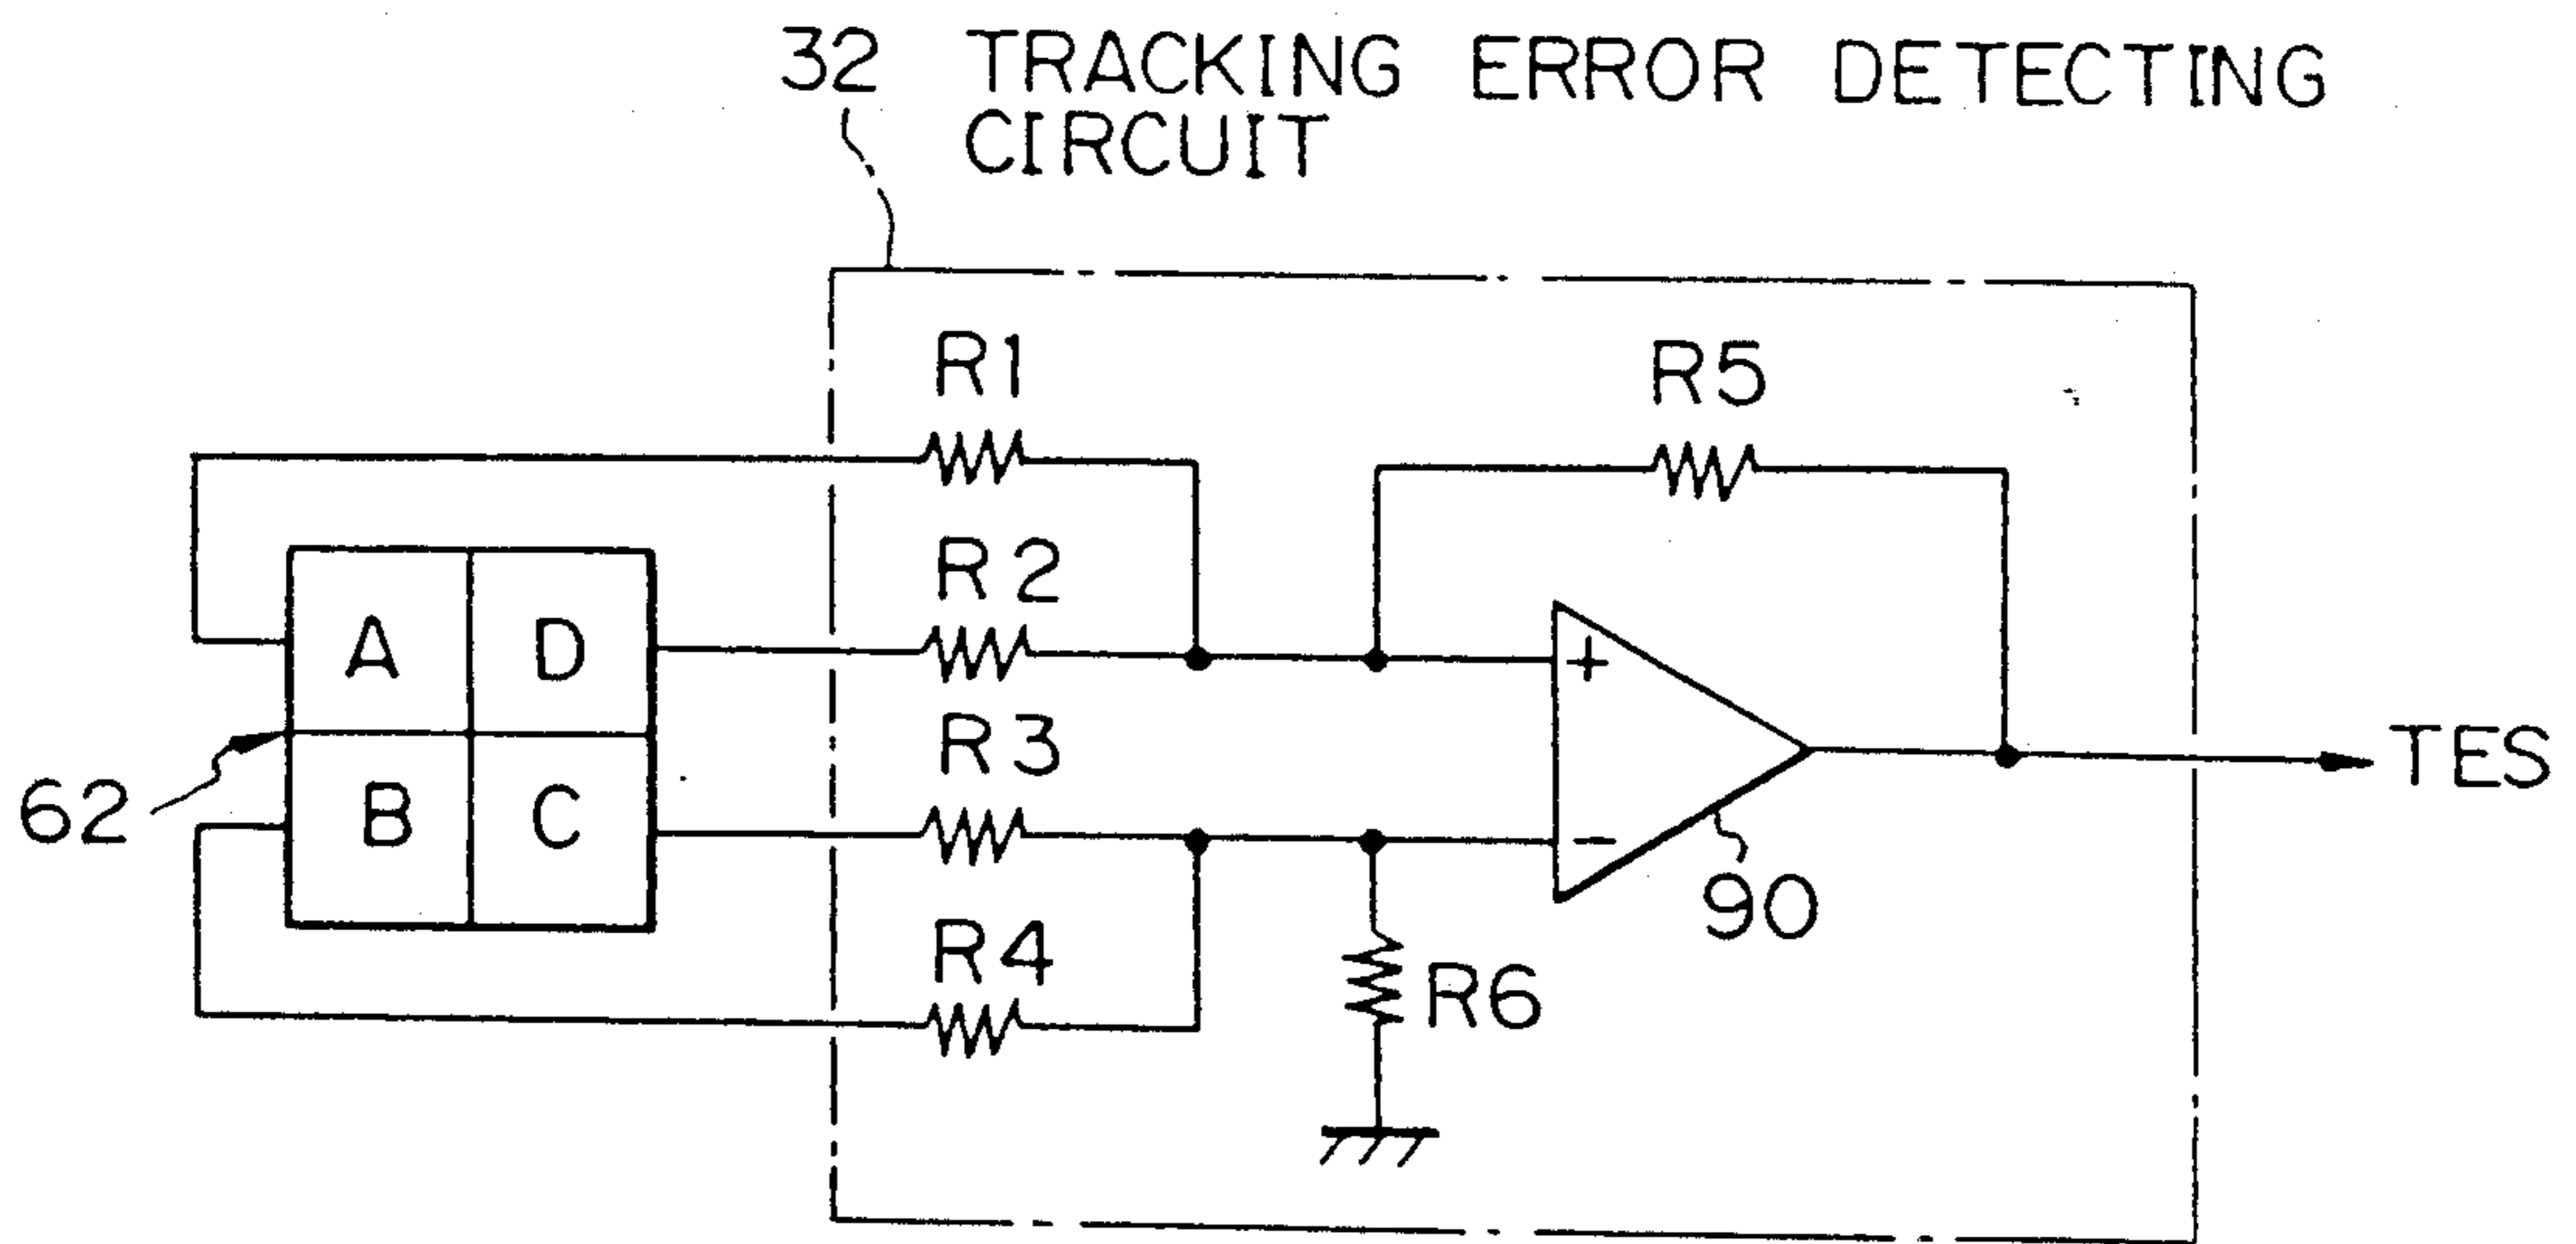 32 TRACKING ERROR DETECTING
CIRCUIT
R1
R5
R2
A
D
+
R3
TES
62
B
C
-
90
R4
R6